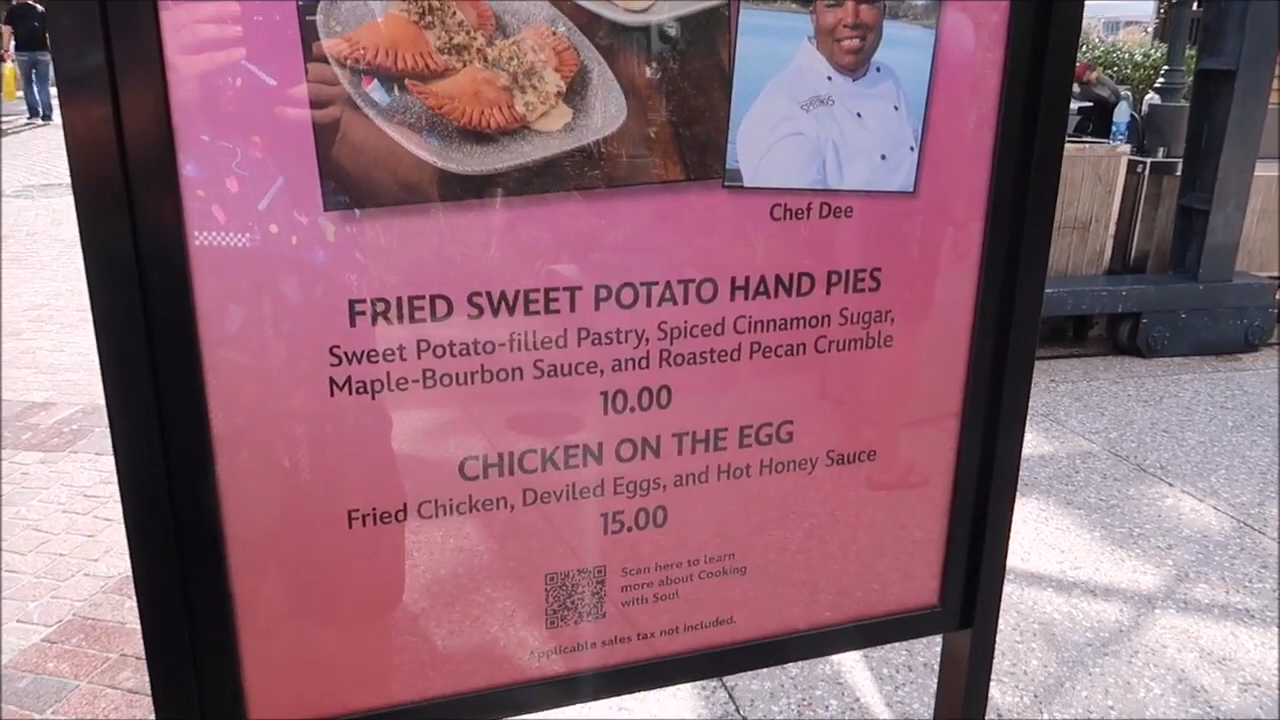 SPRINGS
Chef Dee
FRIED SWEET POTATO HAND PIES
Sweet Potato-filled Pastry, Spiced Cinnamon Sugar,
Maple-Bourbon Sauce, and Roasted Pecan Crumble
10.00
CHICKEN ON THE EGG
Fried Chicken, Deviled Eggs, and Hot Honey Sauce
15.00
Scan here to learn
more about Cooking
with Soul
Applicable sales tax not included.